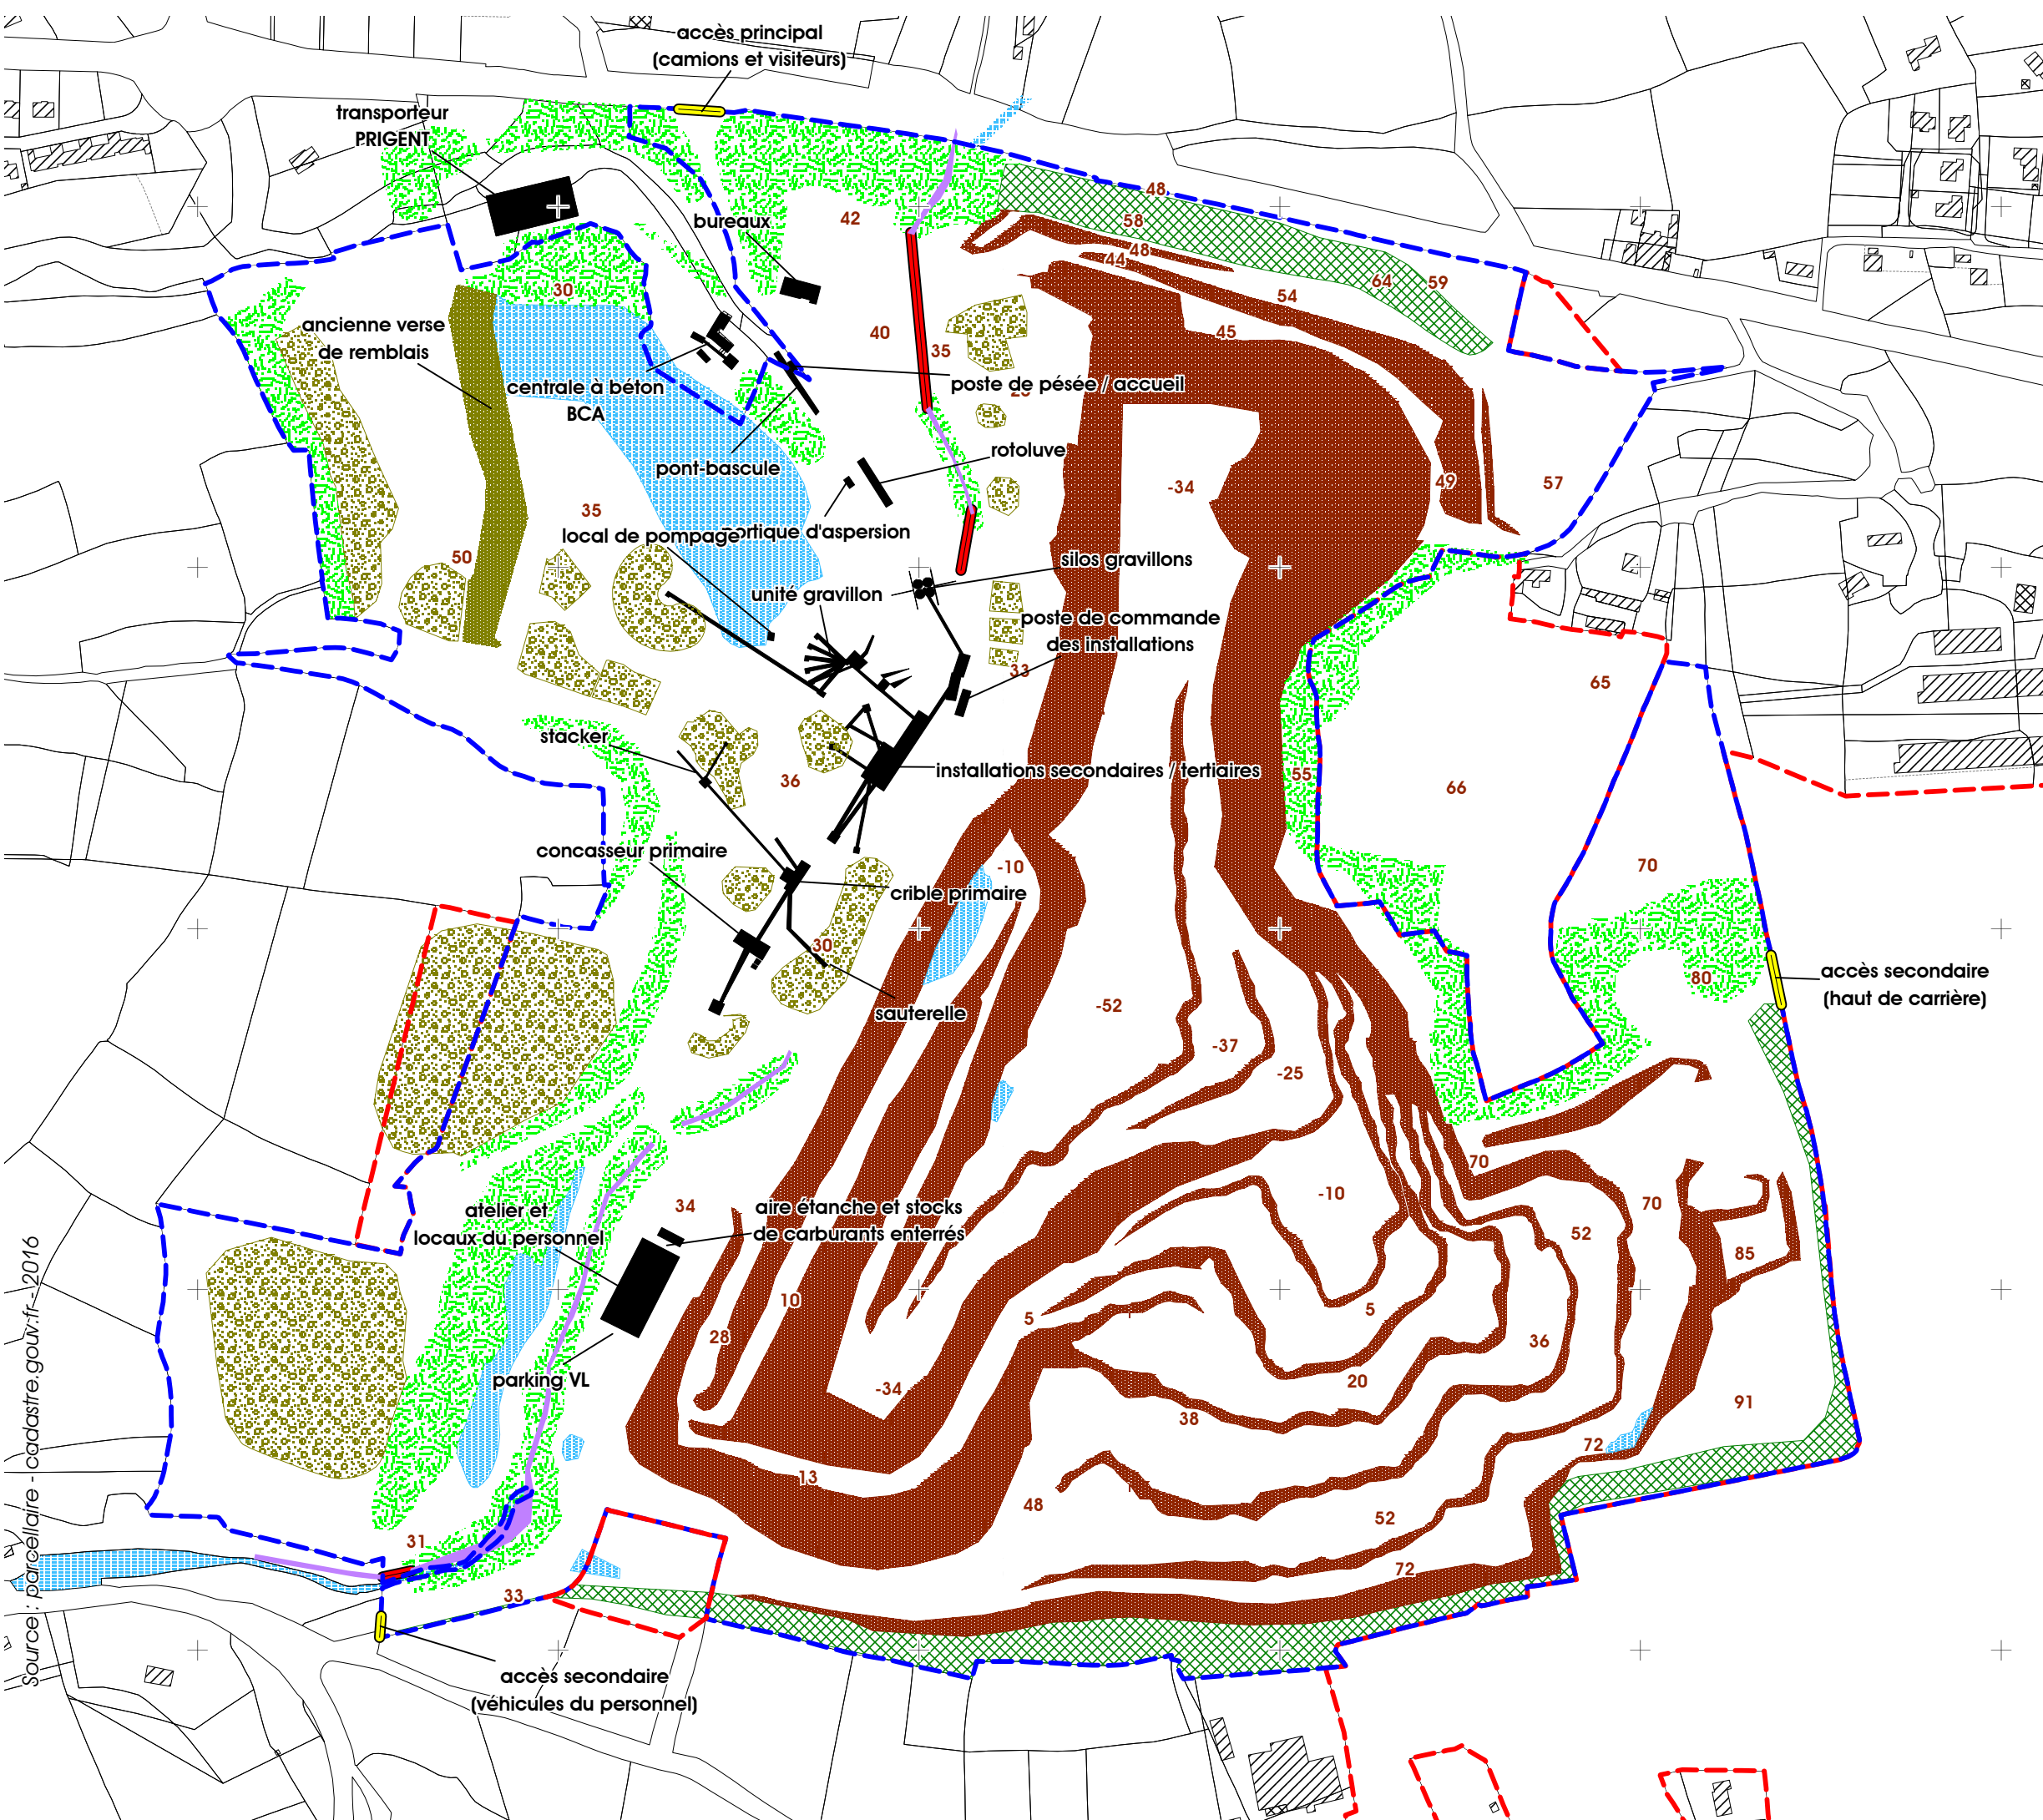 accès principal
(camions et visiteurs)
transporteur
PRIGENT
48
bureaux
42
58
48
44
64
59
30
54
ancienne verse
de remblais
40
45
35
centrale à béton
BCA
poste de pésée / accueil
pont-bascule
rotoluve
-34
49
57
35
local de pompage
portique d'aspersion
50
silos gravillons
unité gravillon
poste de commande
des installations
33
65
stacker
installations secondaires / tertiaires
36
55
66
concasseur primaire
-10
crible primaire
70
30
80
accès secondaire
(haut de carrière)
sauterelle
-52
-37
-25
70
-10
70
34
aire étanche et stocks
de carburants enterrés
atelier et
locaux du personnel
52
85
10
5
5
28
36
parking VL
-34
20
38
91
72
13
48
52
31
72
33
accès secondaire
(véhicules du personnel)
Source : parcellaire - cadastre.gouv.fr - 2016